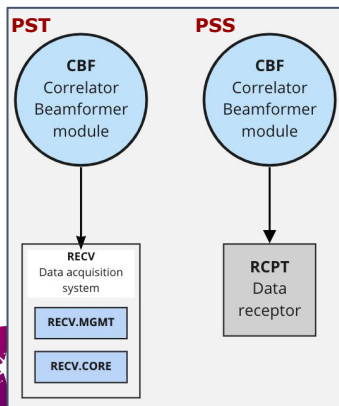 PST
CBF
Correlator
Beamformer
module
RECV
Data acquisition
system
RECV.MGMT
RECV.CORE
PSS
CBF
Correlator
Beamformer
module
RCPT
Data
receptor